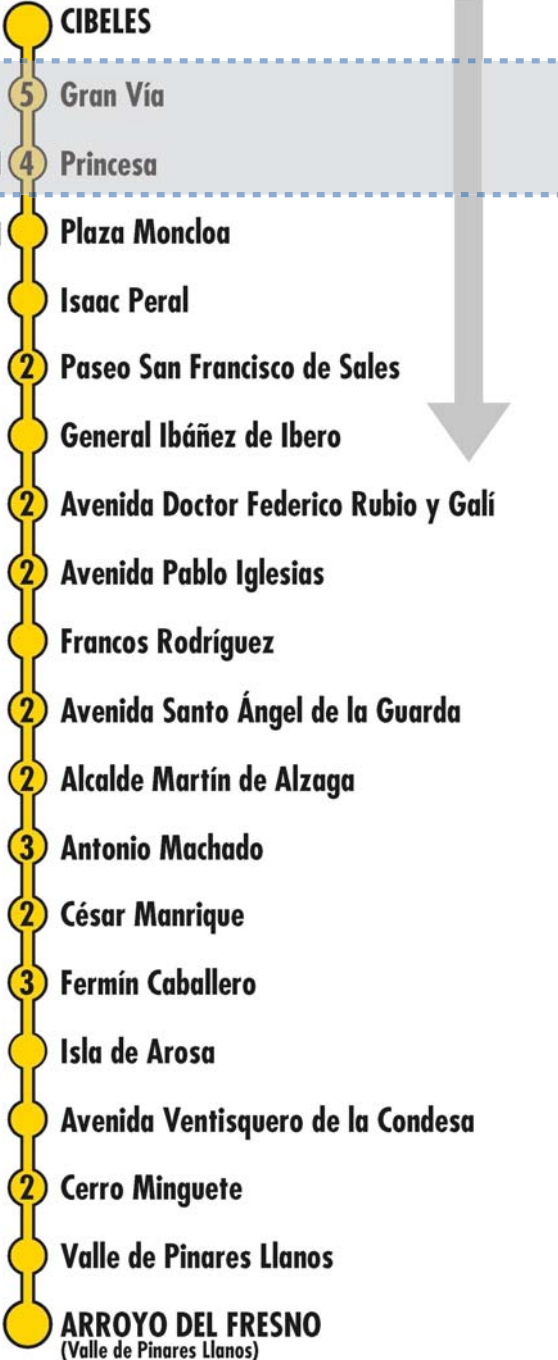 CIBELES
5 Gran Vía
4 Princesa
Plaza Moncloa
Isaac Peral
2 Paseo San Francisco de Sales
General Ibáñez de Ibero
2 Avenida Doctor Federico Rubio y Galí
2 Avenida Pablo Iglesias
Francos Rodríguez
2 Avenida Santo Ángel de la Guarda
2 Alcalde Martín de Alzaga
3 Antonio Machado
2 César Manrique
3 Fermín Caballero
Isla de Arosa
Avenida Ventisquero de la Condesa
2 Cerro Minguete
Valle de Pinares Llanos
ARROYO DEL FRESNO
(Valle de Pinares Llanos)